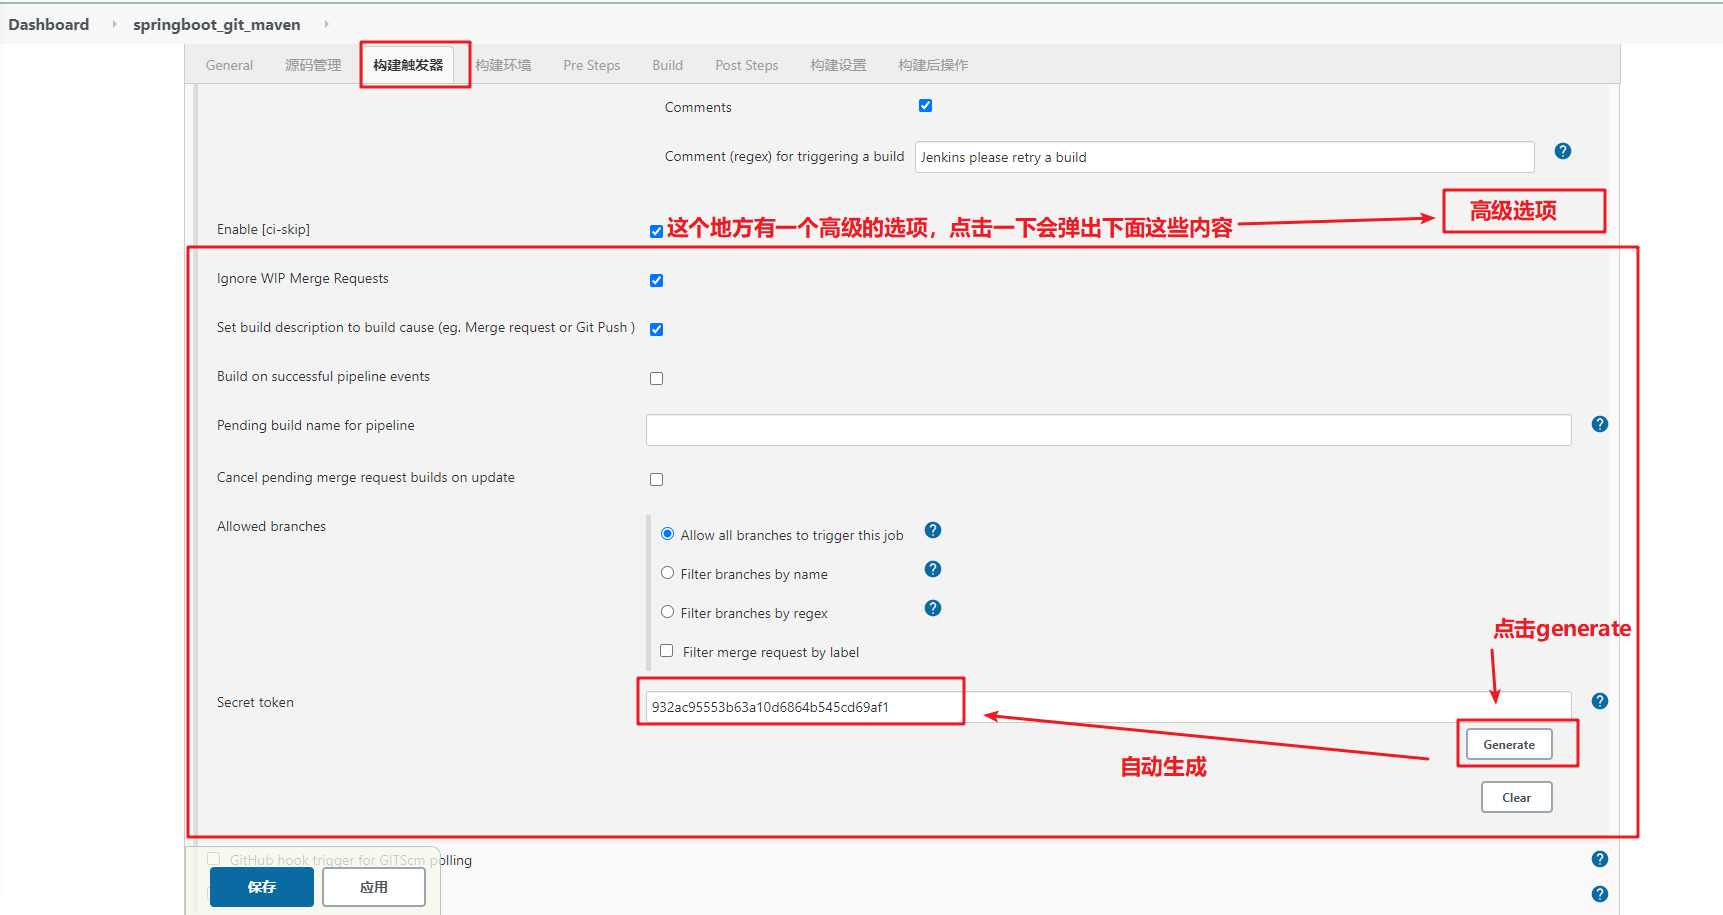 Dashboard springboot_git_maven
General 源码管理 构建触发器 构建环境 Pre Steps Build Post Steps 构建设置 构建后操作
Comments
Comment (regex) for triggering a build Jenkins please retry a build
高级选项
Enable [ci-skip] 这个地方有一个高级的选项，点击一下会弹出下面这些内容
Ignore WIP Merge Requests
Set build description to build cause (eg. Merge request or Git Push )
Build on successful pipeline events
Pending build name for pipeline
Cancel pending merge request builds on update
Allowed branches
Allow all branches to trigger this job
Filter branches by name
Filter branches by regex
点击generate
Filter merge request by label
Secret token 932ac95553b63a10d6864b545cd69af1
Generate
自动生成
Clear
GitHub hook trigger for GITScm polling
保存 应用